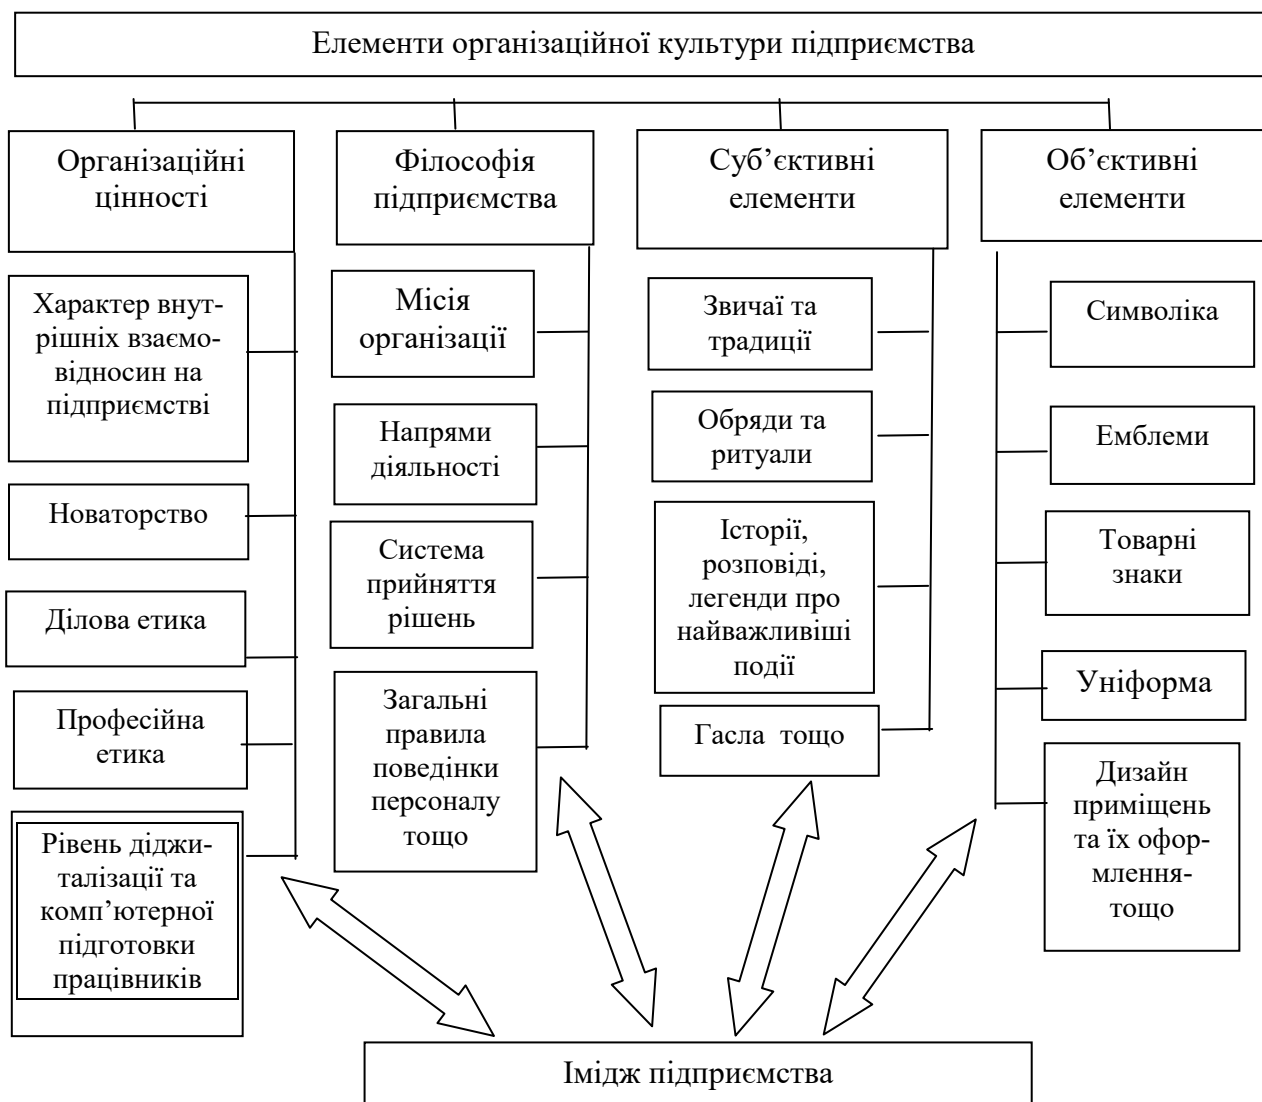 Елементи організаційної культури підприємства
Організаційні
цінності
Характер внут-
рішніх взаємо-
відносин на
підприємстві
Новаторство
Ділова етика
Професійна
етика
Рівень діджи-
талізації та
комп’ютерної
підготовки
працівників
Філософія
підприємства
Місія
організації
Напрями
діяльності
Система
прийняття
рішень
Загальні
правила
поведінки
персоналу
тощо
Суб’єктивні
елементи
Звичаї та
традиції
Обряди та
ритуали
Історії,
розповіді,
легенди про
найважливіші
події
Гасла тощо
Об’єктивні
елементи
Символіка
Емблеми
Товарні
знаки
Уніформа
Дизайн
приміщень
та їх офор-
млення-
тощо
Імідж підприємства